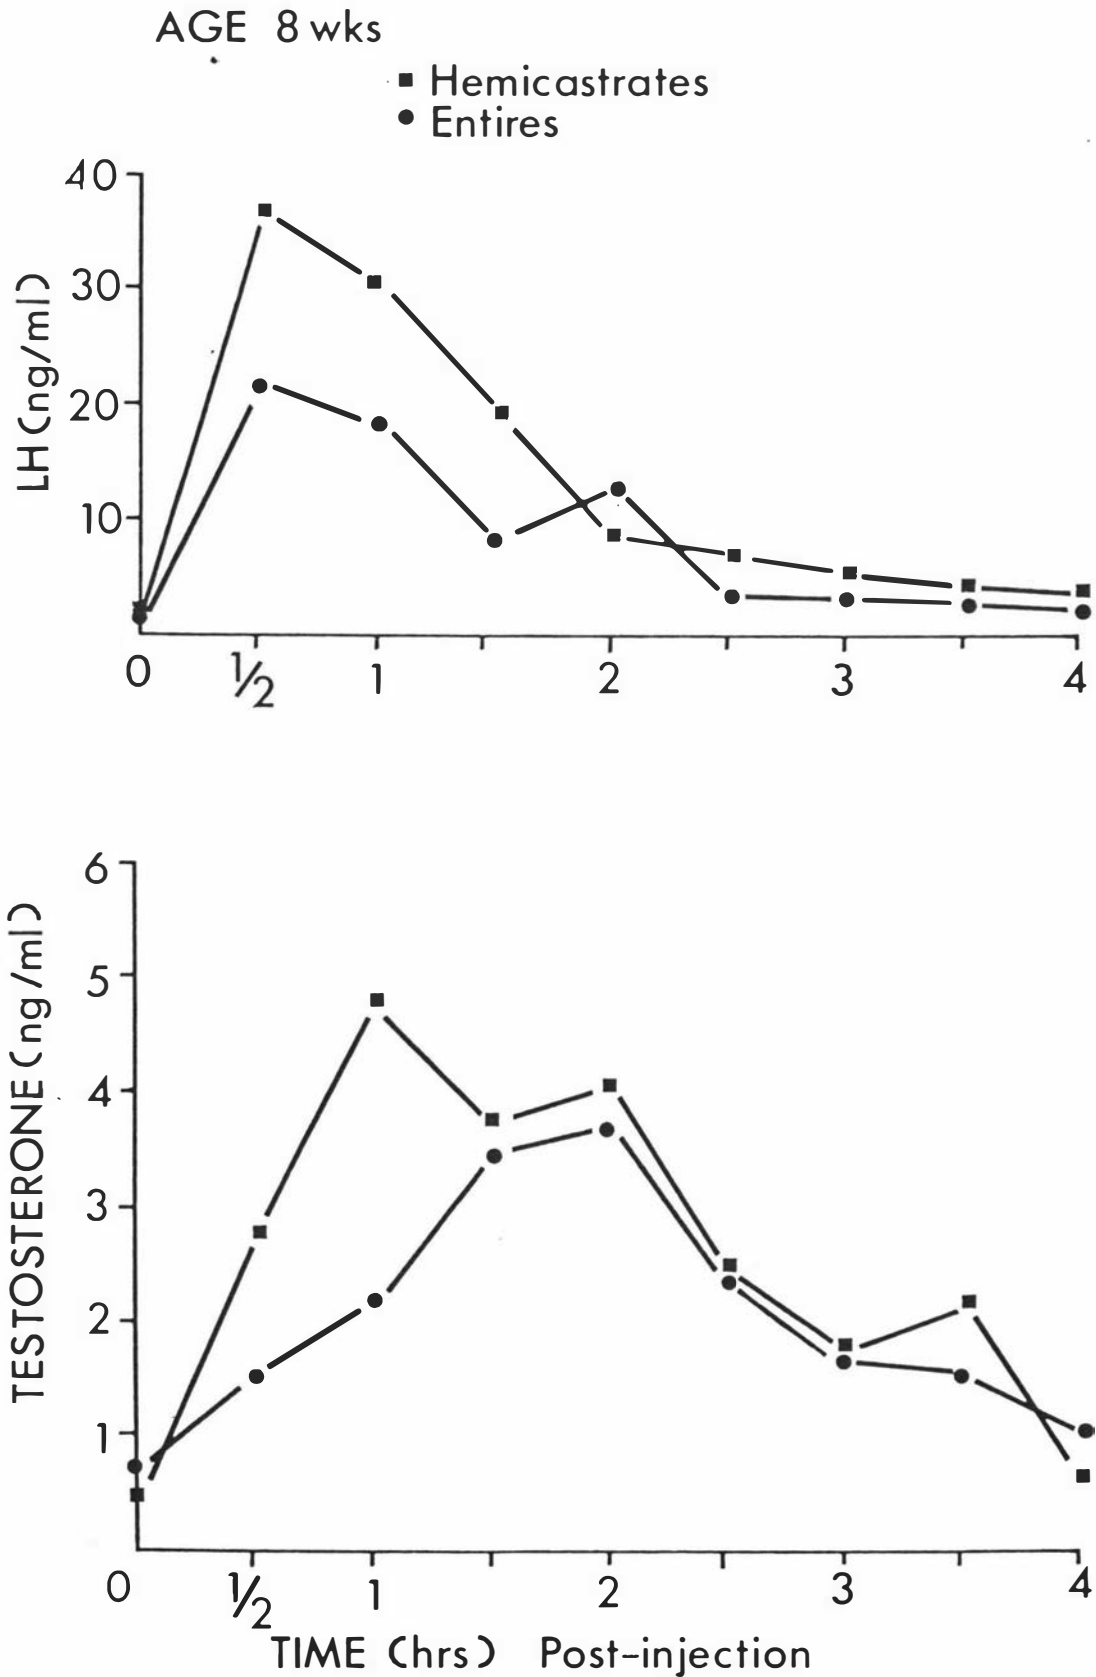 AGE 8 wks
Hemicastrates
Entires
LH (ng/ml)
40
30
20
10
0 1/2 1 2 3 4
TESTOSTERONE (ng/ml)
6
5
4
3
2
1
0 1/2 1 2 3 4
TIME (hrs) Post-injection